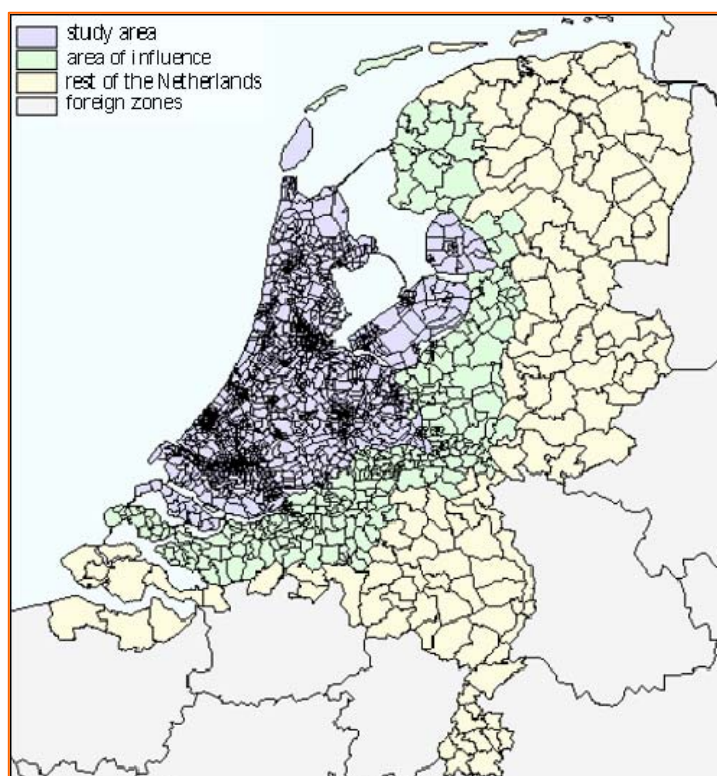 study area
area of influence
rest of the Netherlands
foreign zones